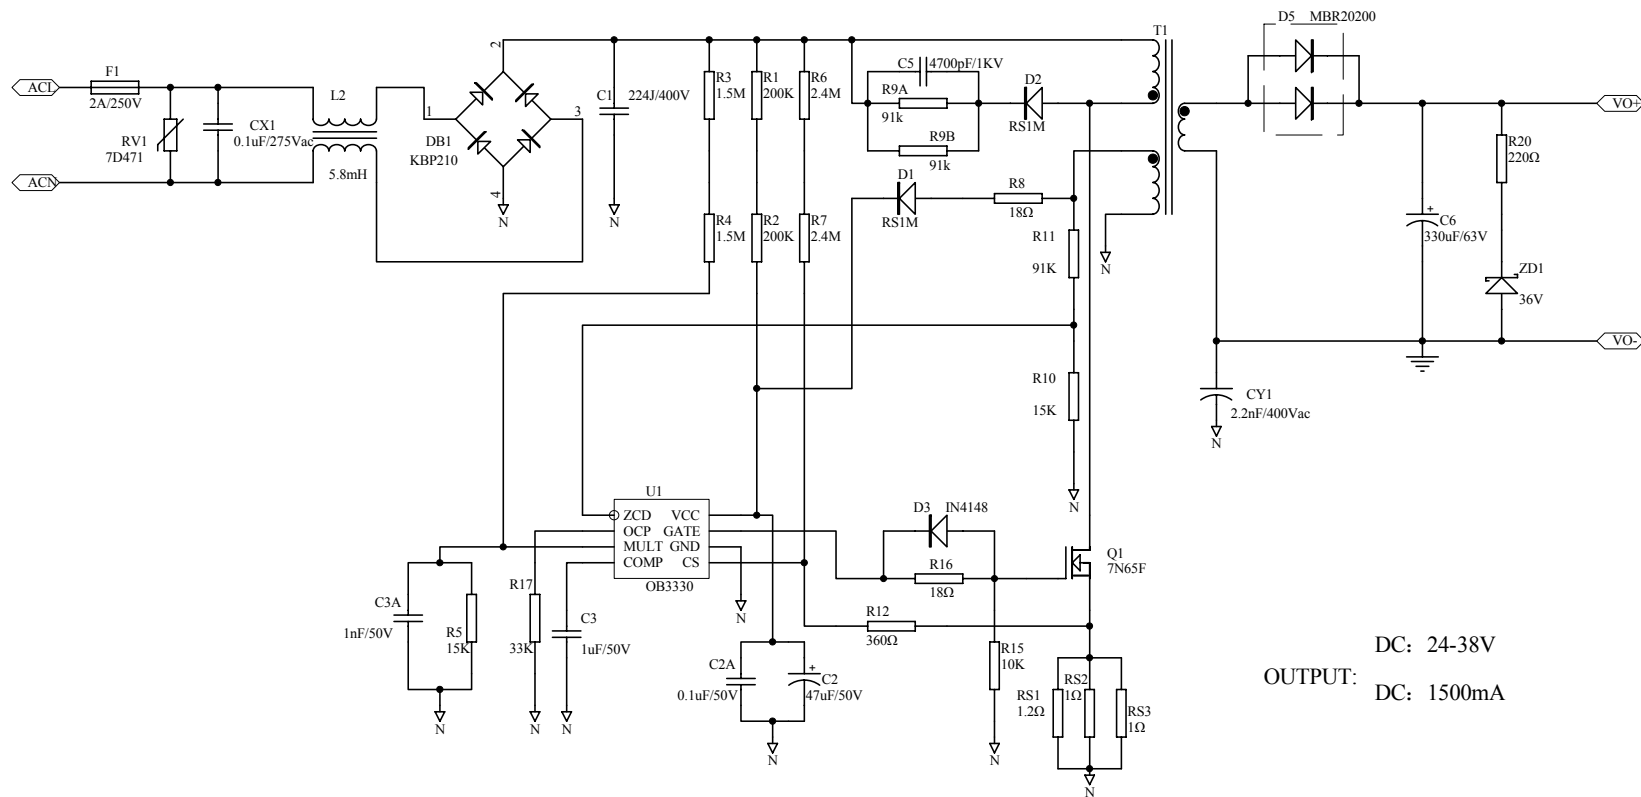 D5 MBR20200
T1
2
F1
ACL
2A/250V
L2
RV1
7D471
CX1
0.1uF/275Vac
ACN
5.8mH
1
3
DB1
KBP210
4
N
C1
224J/400V
N
R3
1.5M
R1
200K
R6
2.4M
C5
4700pF/1KV
R9A
91k
R9B
91k
D2
RS1M
VO+
R20
220Ω
R4
1.5M
R2
200K
R7
2.4M
D1
RS1M
R8
18Ω
R11
91K
N
C6
+
330uF/63V
ZD1
36V
VO-
R10
15K
N
CY1
2.2nF/400Vac
N
U1
ZCD VCC
OCP GATE
MULT GND
COMP CS
OB3330
N
D3 IN4148
R16
18Ω
Q1
7N65F
C3A
1nF/50V
R5
15K
N
R17
33K
N
C3
1uF/50V
N
R12
360Ω
C2A
0.1uF/50V
+
C2
47uF/50V
N
R15
10K
N
RS1
1.2Ω
RS2
1Ω
RS3
1Ω
N
OUTPUT:
DC: 24-38V
DC: 1500mA